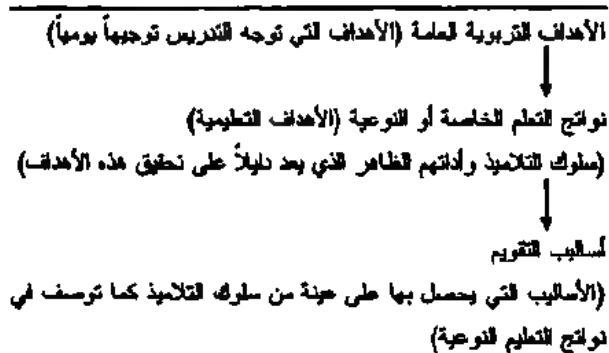 الأهداف التربوية العامة (الأهداف التي توجه التدريس توجيهاً يومياً)
نواتج التعلم الخاصة أو النوعية (الأهداف التعليمية)
(سلوك التلاميذ وأدائهم الظاهر الذي يعد دليلاً على تحقيق هذه الأهداف)
أساليب التقويم
(الأساليب التي يحصل بها على عينة من سلوك التلاميذ كما توصف في
نواتج التعليم النوعية)